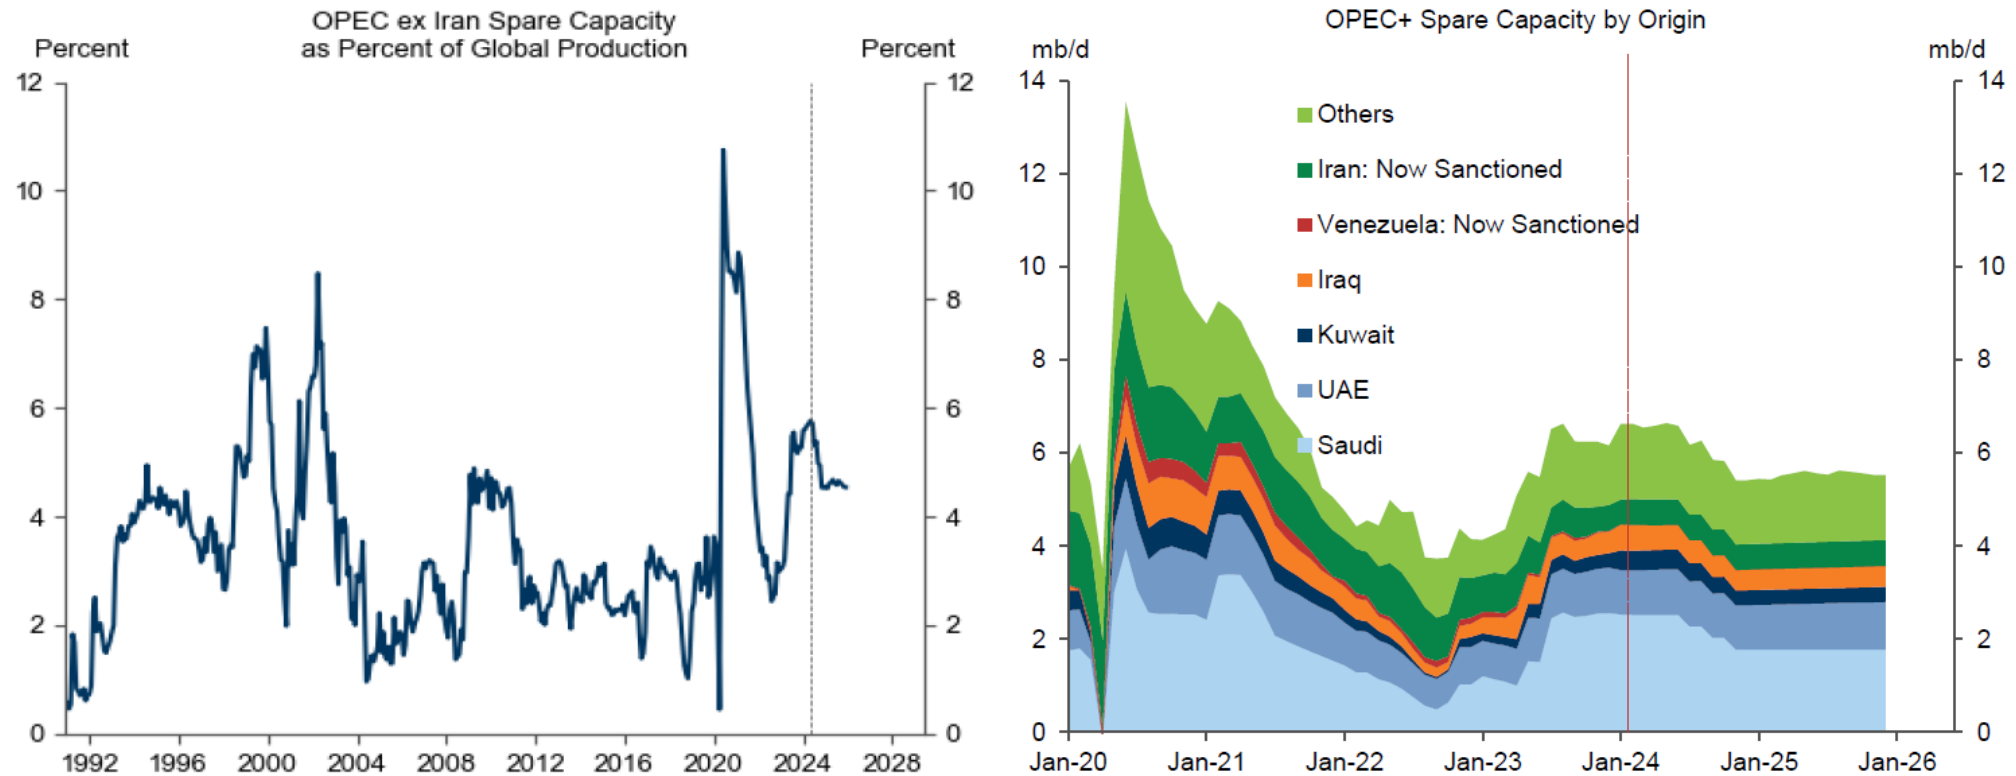 OPEC ex Iran Spare Capacity
as Percent of Global Production
Percent
Percent
12
10
8
6
4
2
0
12
10
8
6
4
2
0
1992 1996 2000 2004 2008 2012 2016 2020 2024 2028
OPEC+ Spare Capacity by Origin
mb/d
mb/d
14
12
10
8
6
4
2
0
14
12
10
8
6
4
2
0
Others
Iran: Now Sanctioned
Venezuela: Now Sanctioned
Iraq
Kuwait
UAE
Saudi
Jan-20 Jan-21 Jan-22 Jan-23 Jan-24 Jan-25 Jan-26